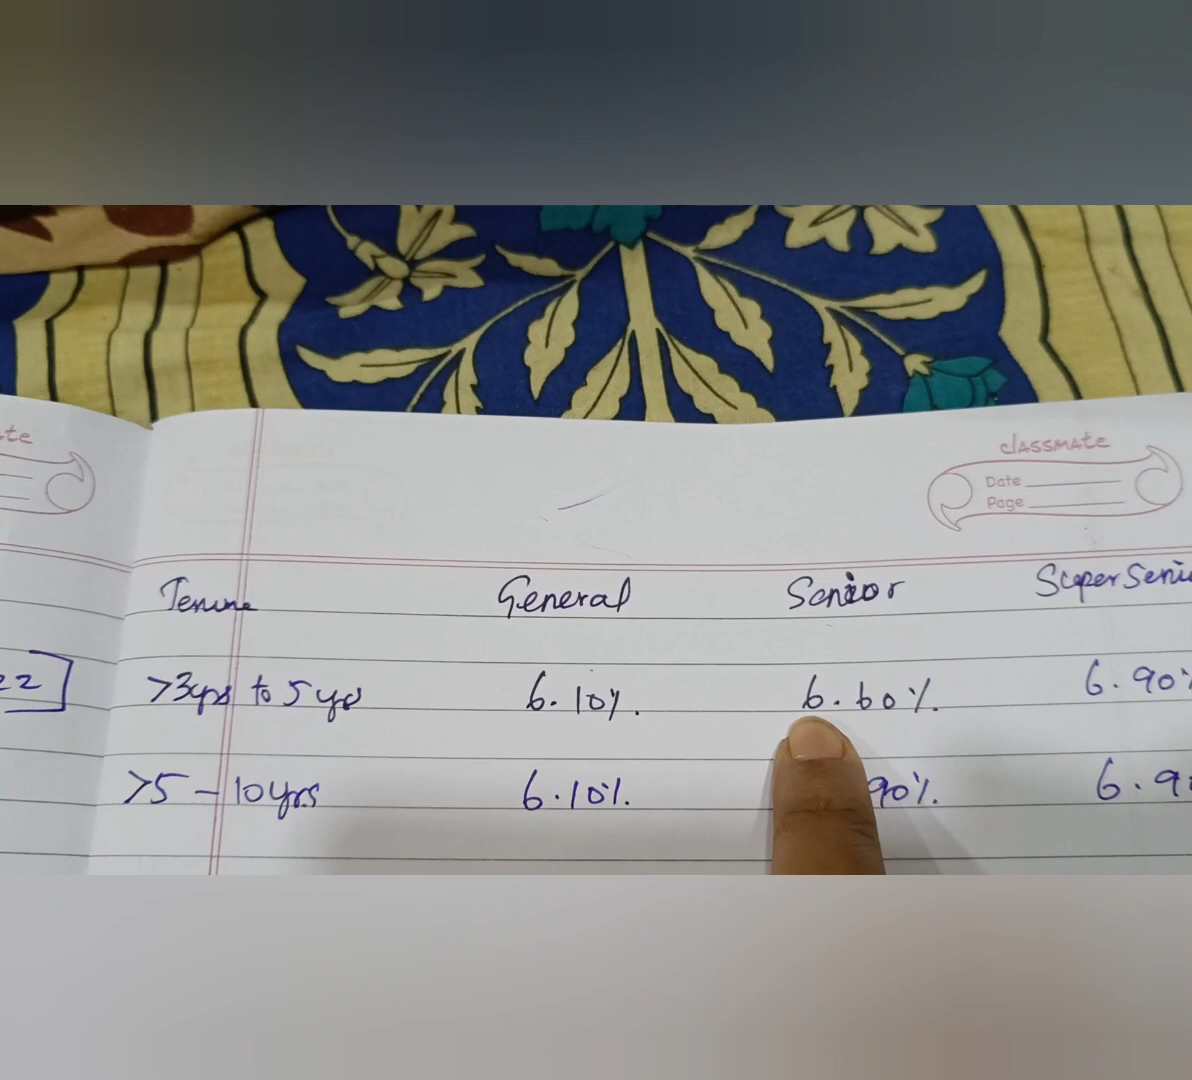 classmate
Date
Page
Tenure General Senior Super
>3yrs to 5 yrs 6.10% 6.60% 6.90%
>5 - 10yrs 6.10% 90% 6.9